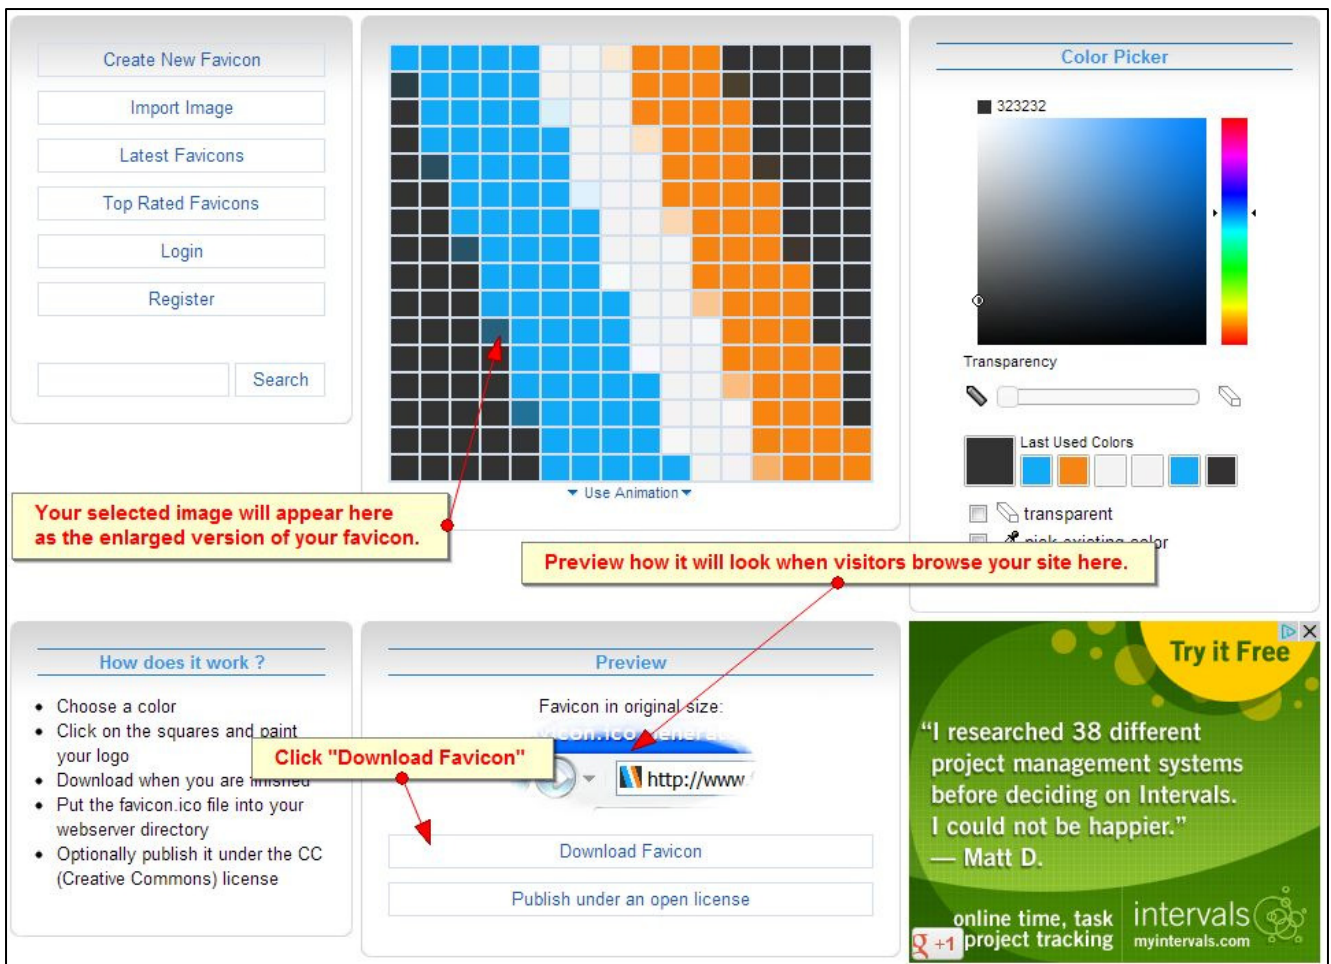 Create New Favicon
Import Image
Latest Favicons
Top Rated Favicons
Login
Register
Search
Use Animation
Color Picker
323232
Transparency
Last Used Colors
transparent
pick existing color
Your selected image will appear here
as the enlarged version of your favicon.
Preview how it will look when visitors browse your site here.
How does it work ?
Choose a color
Click on the squares and paint
your logo
Download when you are finished
Put the favicon.ico file into your
webserver directory
Optionally publish it under the CC
(Creative Commons) license
Click "Download Favicon"
Preview
Favicon in original size:
http://www.
Download Favicon
Publish under an open license
Try it Free
“I researched 38 different
project management systems
before deciding on Intervals.
I could not be happier.”
— Matt D.
online time, task
project tracking
intervals
myintervals.com
+1